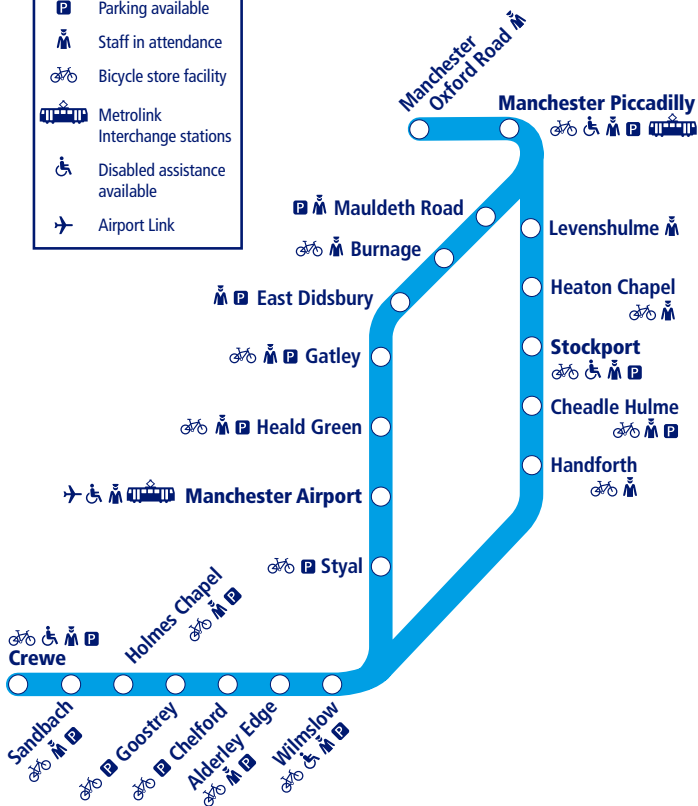 P Parking available
Staff in attendance
Bicycle store facility
Metrolink
Interchange stations
Disabled assistance
available
Airport Link
Manchester
Oxford Road
Manchester Piccadilly
P
P Mauldeth Road
Levenshulme
Burnage
Heaton Chapel
P East Didsbury
Stockport
P
P Gatley
Cheadle Hulme
P
P Heald Green
Handforth
Manchester Airport
P Styal
Holmes Chapel
P
P
Crewe
Sandbach
P
P Goostrey
P Chelford
Alderley Edge
P
Wilmslow
P